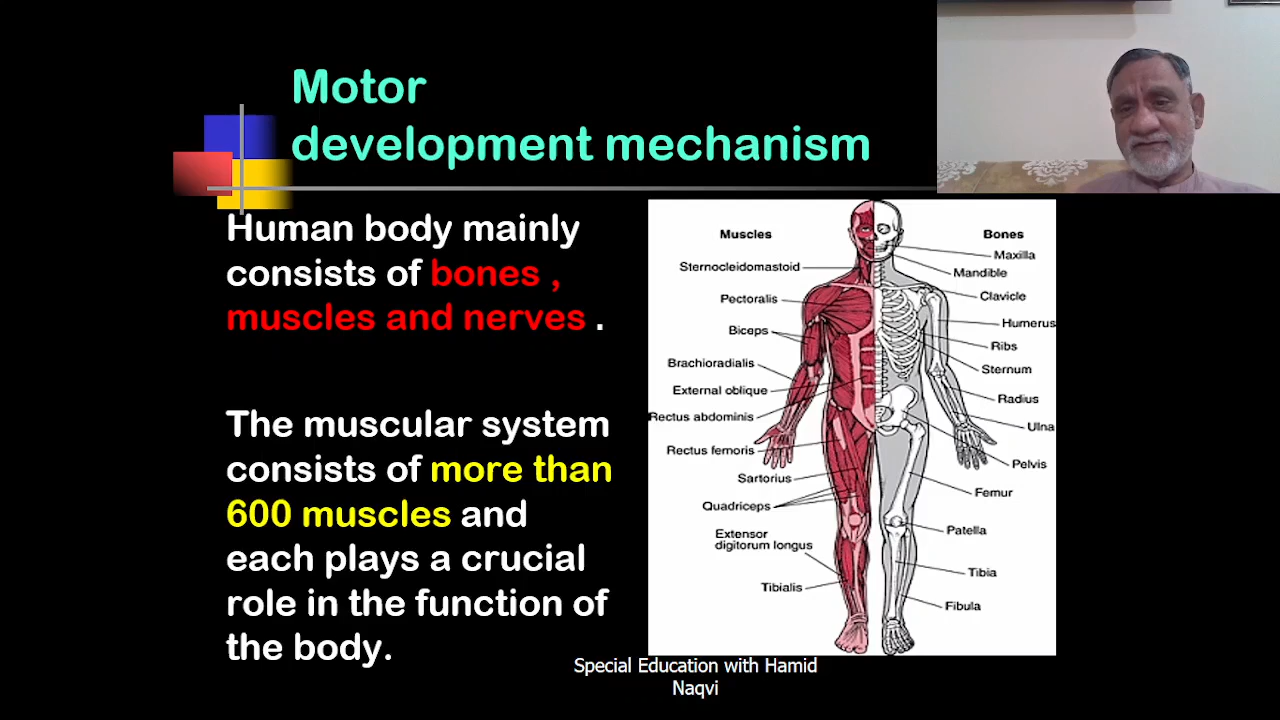 Motor
development mechanism
Human body mainly
consists of bones ,
muscles and nerves .
The muscular system
consists of more than
600 muscles and
each plays a crucial
role in the function of
the body.
Muscles
Sternocleidomastoid
Pectoralis
Biceps
Brachioradialis
External oblique
Rectus abdominis
Rectus femoris
Sartorius
Quadriceps
Extensor
digitorum longus
Tibialis
Bones
Maxilla
Mandible
Clavicle
Humerus
Ribs
Sternum
Radius
Ulna
Pelvis
Femur
Patella
Tibia
Fibula
Special Education with Hamid
Naqvi